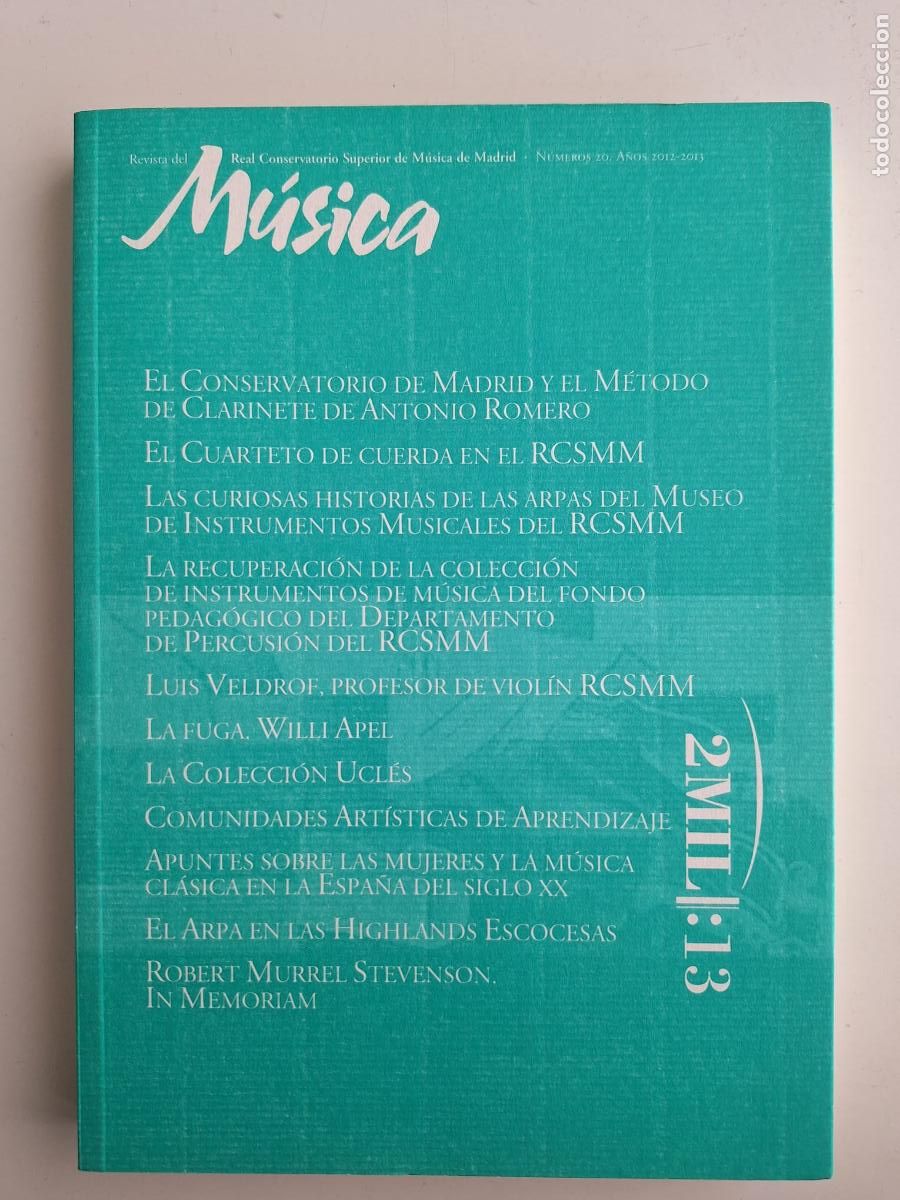 Revista del Real Conservatorio Superior de Música de Madrid · Números 20. Años 2012-2013
Música
El Conservatorio de Madrid y el Método
de Clarinete de Antonio Romero
El Cuarteto de cuerda en el RCSMM
Las curiosas historias de las arpas del Museo
de Instrumentos Musicales del RCSMM
La recuperación de la colección
de instrumentos de música del fondo
pedagógico del Departamento
de Percusión del RCSMM
Luis Veldrof, profesor de violín RCSMM
La fuga. Willi Apel
La Colección Uclés
Comunidades Artísticas de Aprendizaje
Apuntes sobre las mujeres y la música
clásica en la España del siglo xx
El Arpa en las Highlands Escocesas
Robert Murrel Stevenson.
In Memoriam
2MIL||:13
todocoleccion